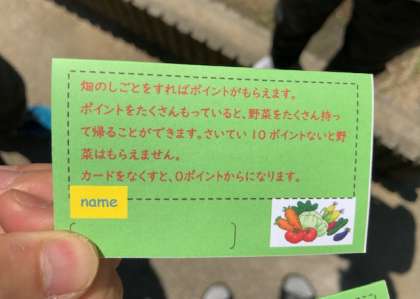 畑のしごとをすればポイントがもらえます。
ポイントをたくさんもっていると、野菜をたくさん持っ
て帰ることができます。さいてい10ポイントないと野
菜はもらえません。
カードをなくすと、0ポイントからになります。
name